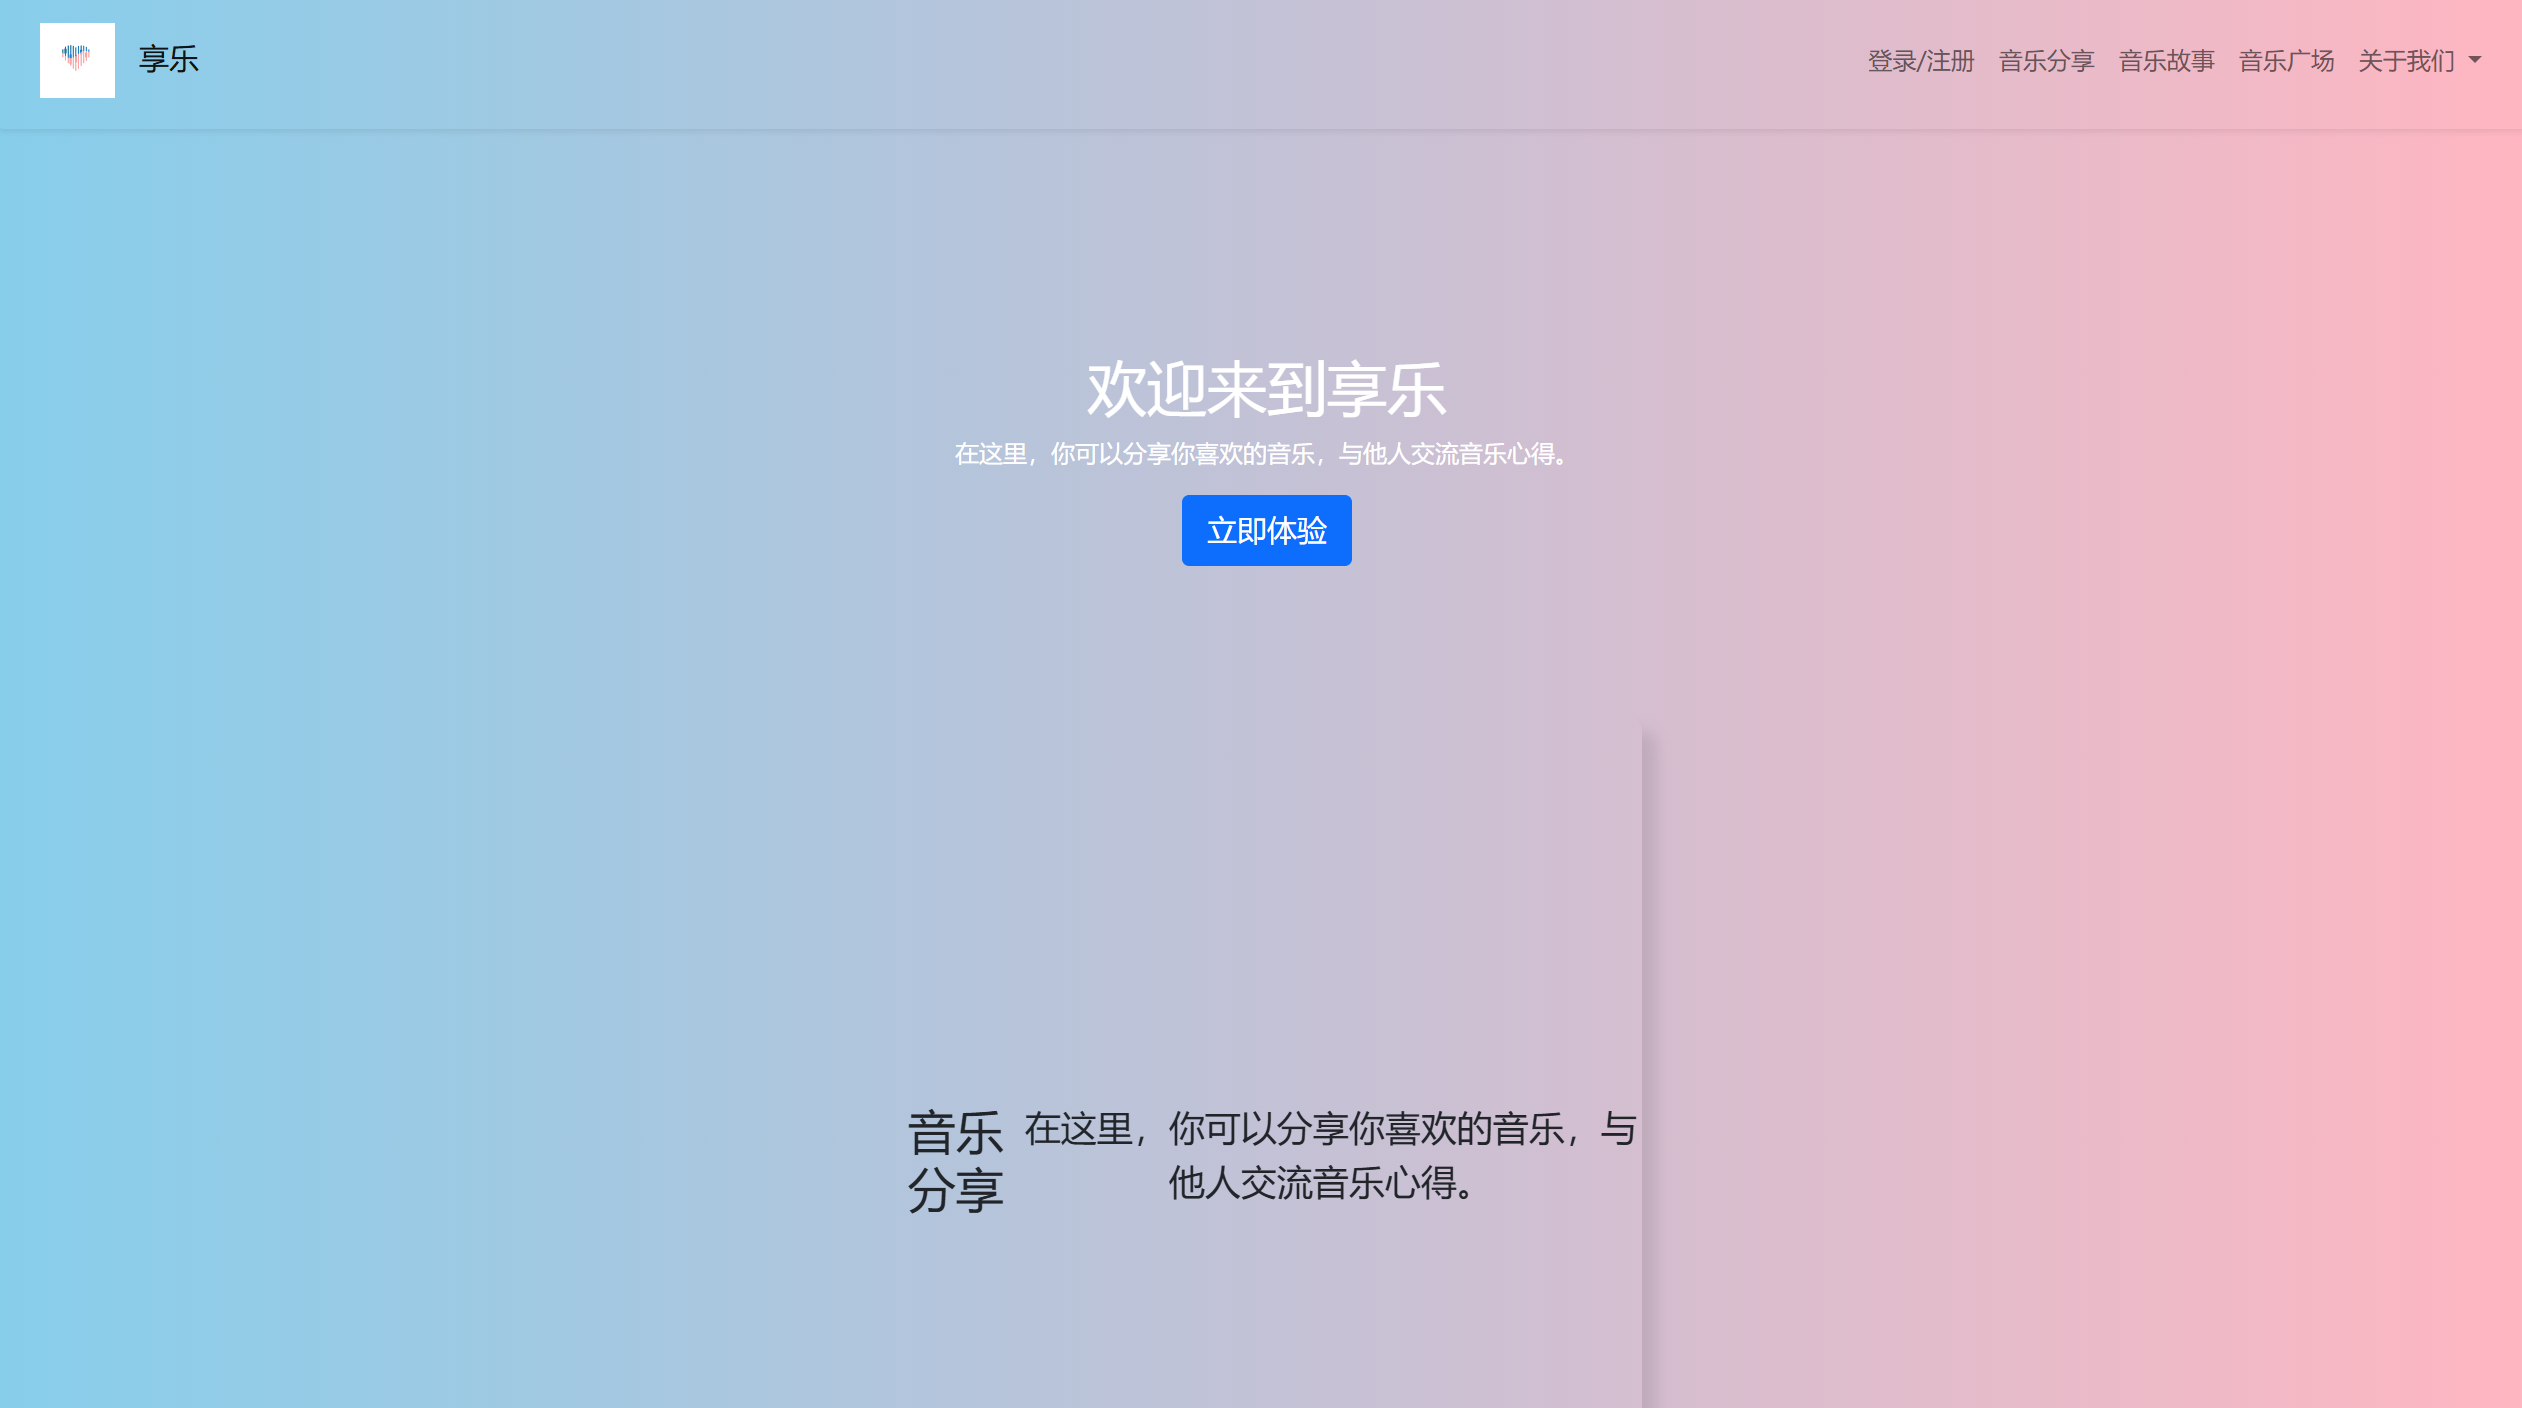 享乐
登录/注册 音乐分享 音乐故事 音乐广场 关于我们
欢迎来到享乐
在这里，你可以分享你喜欢的音乐，与他人交流音乐心得。
立即体验
音乐
分享
在这里，你可以分享你喜欢的音乐，与
他人交流音乐心得。